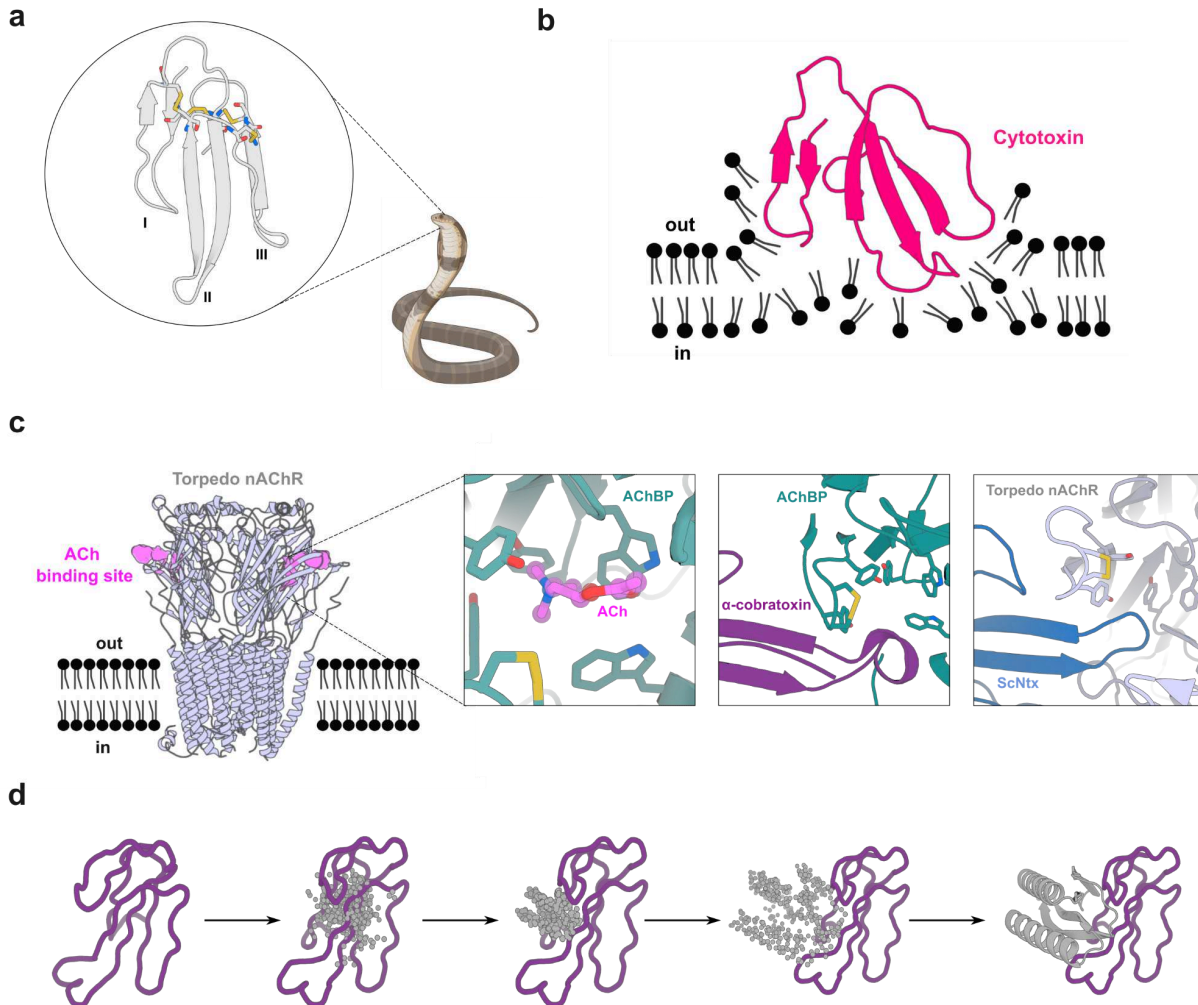 a
I
II
III
b
Cytotoxin
out
in
c
Torpedo nAChR
ACh
binding site
out
in
AChBP
ACh
AChBP
α-cobratoxin
Torpedo nAChR
ScNtx
d